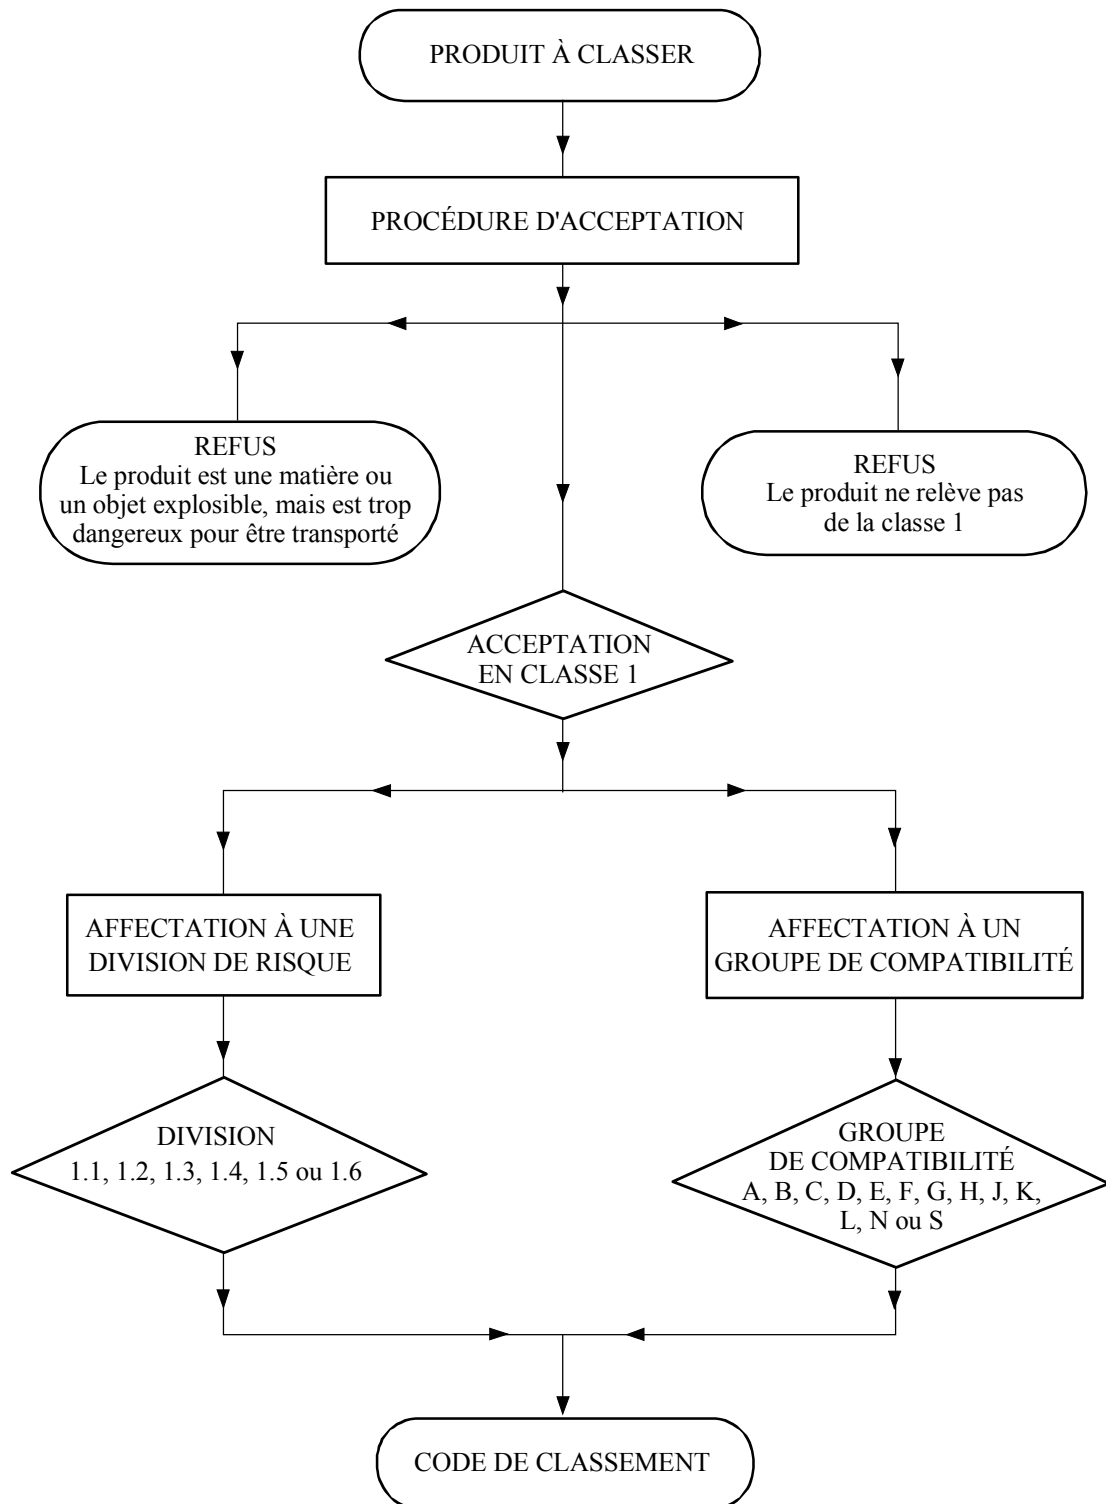 PRODUIT À CLASSER
PROCÉDURE D'ACCEPTATION
REFUS
Le produit est une matière ou
un objet explosible, mais est trop
dangereux pour être transporté
REFUS
Le produit ne relève pas
de la classe 1
ACCEPTATION
EN CLASSE 1
AFFECTATION À UNE
DIVISION DE RISQUE
AFFECTATION À UN
GROUPE DE COMPATIBILITÉ
DIVISION
1.1, 1.2, 1.3, 1.4, 1.5 ou 1.6
GROUPE
DE COMPATIBILITÉ
A, B, C, D, E, F, G, H, J, K,
L, N ou S
CODE DE CLASSEMENT